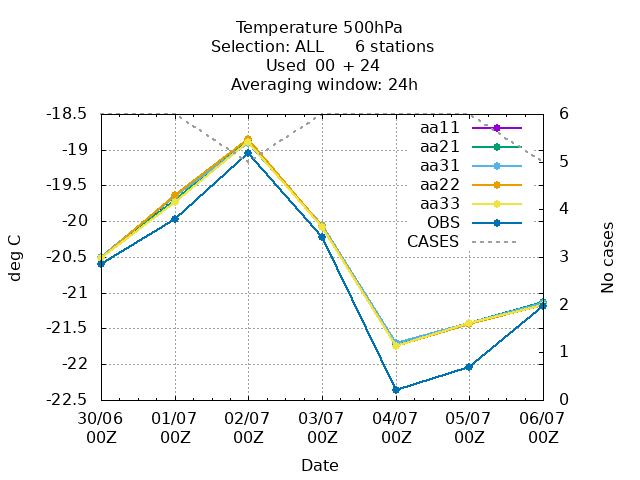 Temperature 500hPa
Selection: ALL      6 stations
Used  00 + 24
Averaging window: 24h
-18.5
-19
-19.5
-20
-20.5
-21
-21.5
-22
-22.5
deg C
6
5
4
3
2
1
0
No cases
aa11
aa21
aa31
aa22
aa33
OBS
CASES
30/06 01/07 02/07 03/07 04/07 05/07 06/07
00Z 00Z 00Z 00Z 00Z 00Z 00Z
Date